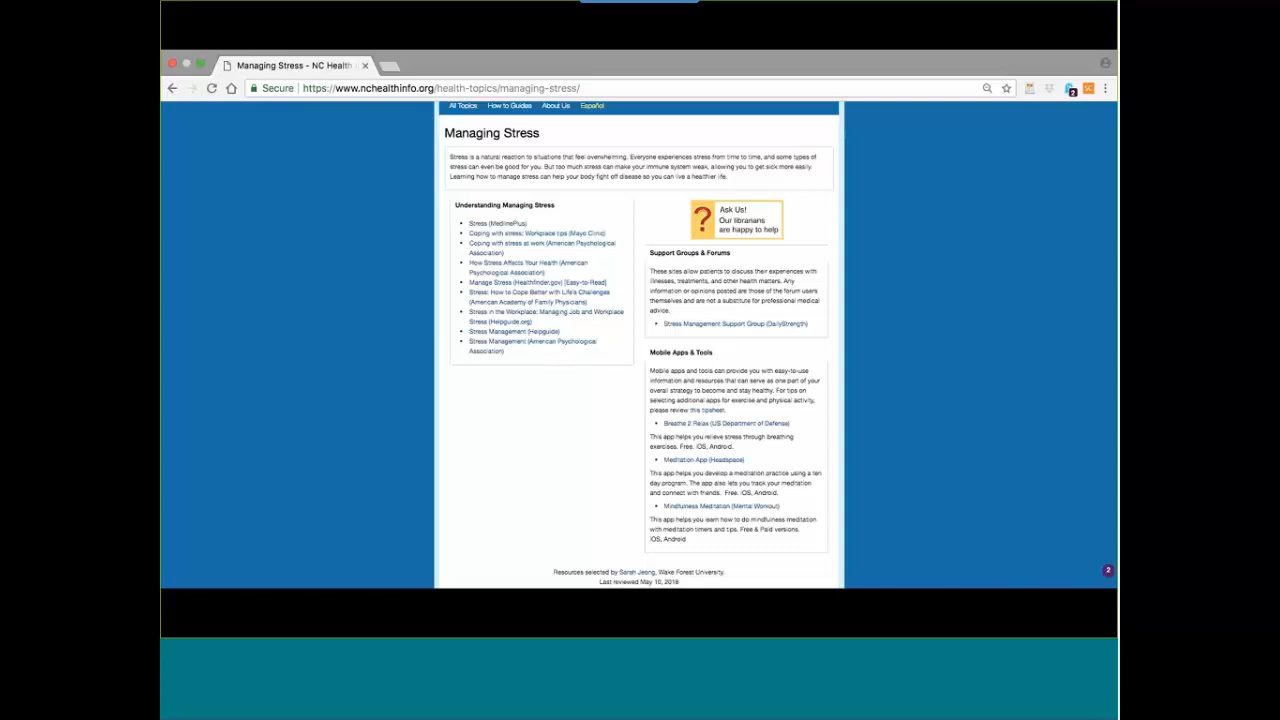 Managing Stress - NC Health
Secure
https://www.nchealthinfo.org/health-topics/managing-stress/
2
All Topics How to Guides About Us Español
Managing Stress
Stress is a natural reaction to situations that feel overwhelming. Everyone experiences stress from time to time, and some types of
stress can even be good for you. But too much stress can make your immune system weak, allowing you to get sick more easily.
Learning how to manage stress can help your body fight off disease so you can live a healthier life.
Understanding Managing Stress
• Stress (MedlinePlus)
• Coping with stress: Workplace tips (Mayo Clinic)
• Coping with stress at work (American Psychological
Association)
• How Stress Affects Your Health (American
Psychological Association)
• Manage Stress (Healthfinder.gov) [Easy-to-Read]
• Stress: How to Cope Better with Life's Challenges
(American Academy of Family Physicians)
• Stress in the Workplace: Managing Job and Workplace
Stress (Helpguide.org)
• Stress Management (Helpguide)
• Stress Management (American Psychological
Association)
?
Ask Us!
Our librarians
are happy to help
Support Groups & Forums
These sites allow patients to discuss their experiences with
illnesses, treatments, and other health matters. Any
information or opinions posted are those of the forum users
themselves and are not a substitute for professional medical
advice.
• Stress Management Support Group (DailyStrength)
Mobile Apps & Tools
Mobile apps and tools can provide you with easy-to-use
information and resources that can serve as one part of your
overall strategy to become and stay healthy. For tips on
selecting additional apps for exercise and physical activity,
please review this tipsheet.
• Breathe 2 Relax (US Department of Defense)
This app helps you relieve stress through breathing
exercises. Free. iOS, Android.
• Meditation App (Headspace)
This app helps you develop a meditation practice using a ten
day program. The app also lets you track your meditation
and connect with friends. Free. iOS, Android.
• Mindfulness Meditation (Mental Workout)
This app helps you learn how to do mindfulness meditation
with meditation timers and tips. Free & Paid versions.
iOS, Android
Resources selected by Sarah Jeong, Wake Forest University.
Last reviewed May 10, 2018
2